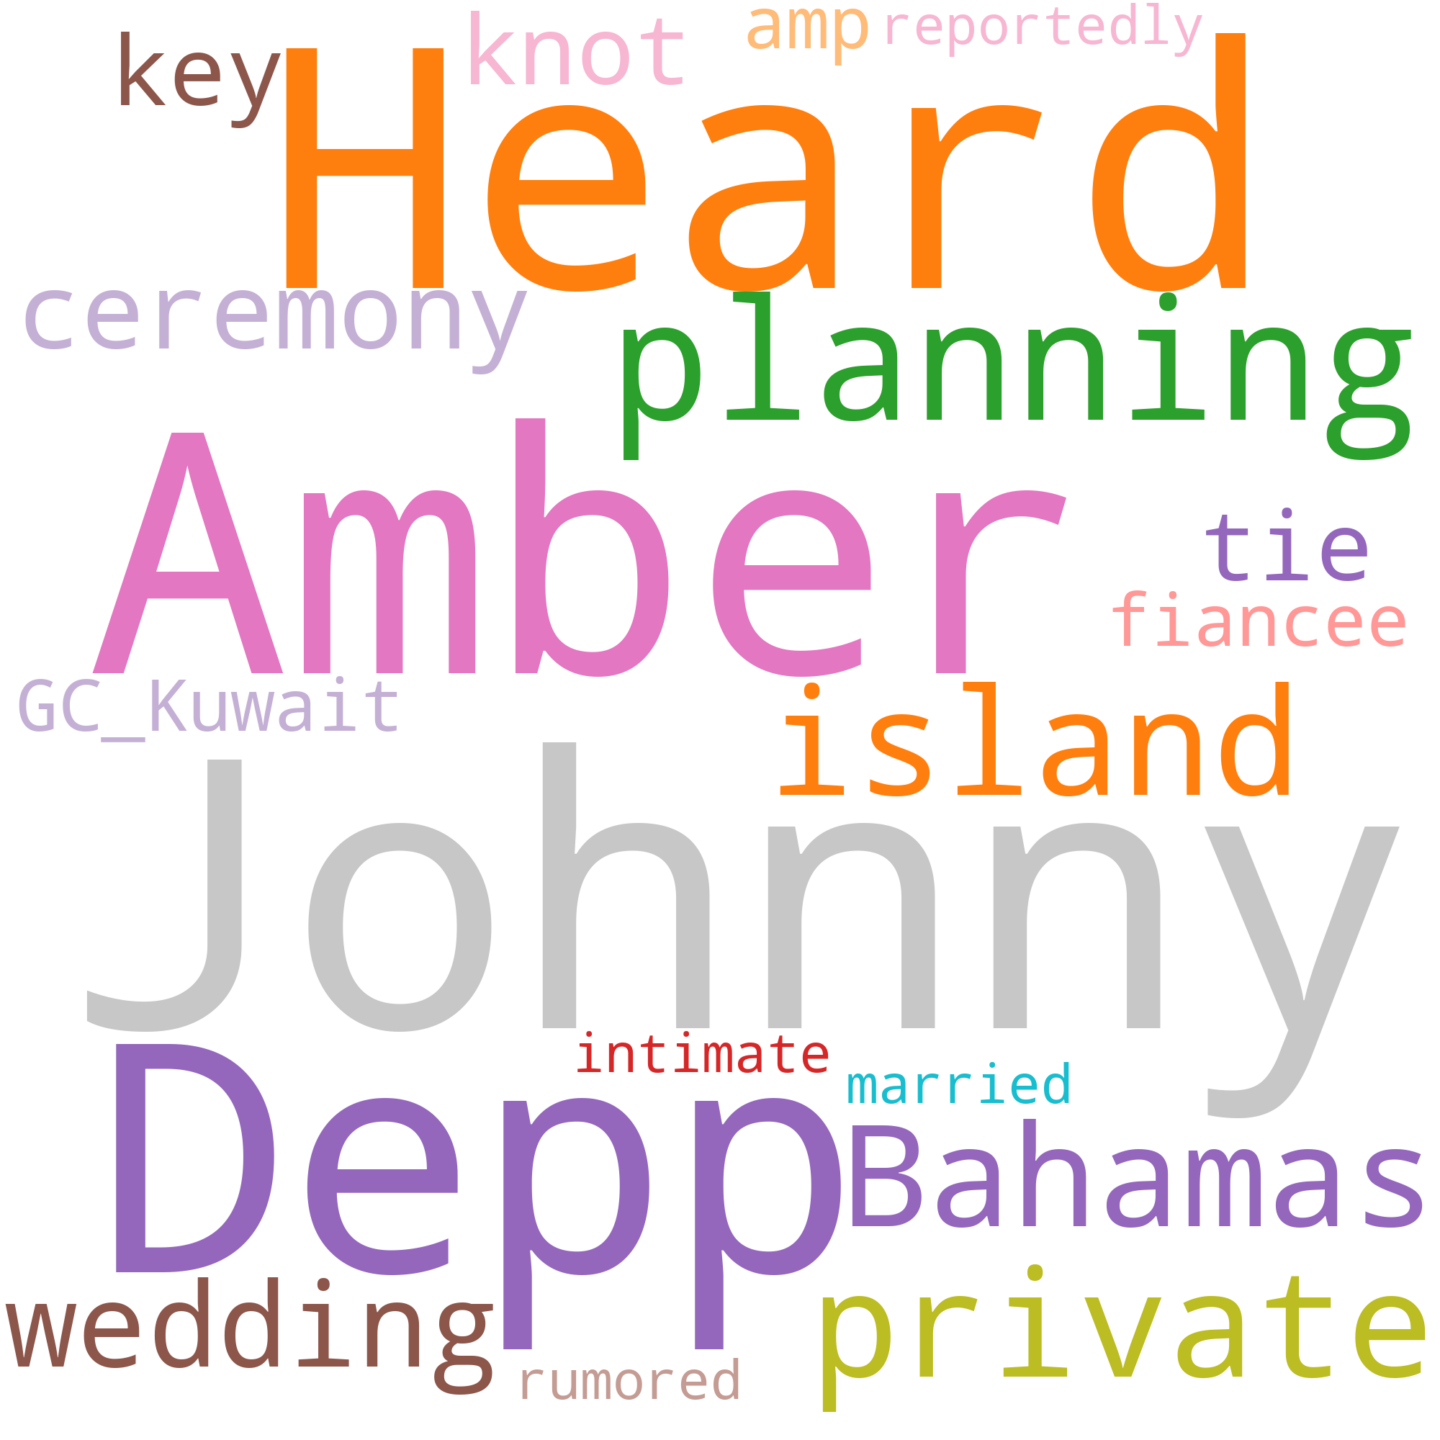 amp reportedly
key knot
Heard
ceremony
planning
Amber
tie
fiancee
GC_Kuwait
island
Johnny
intimate
married
Depp
Bahamas
wedding
private
rumored